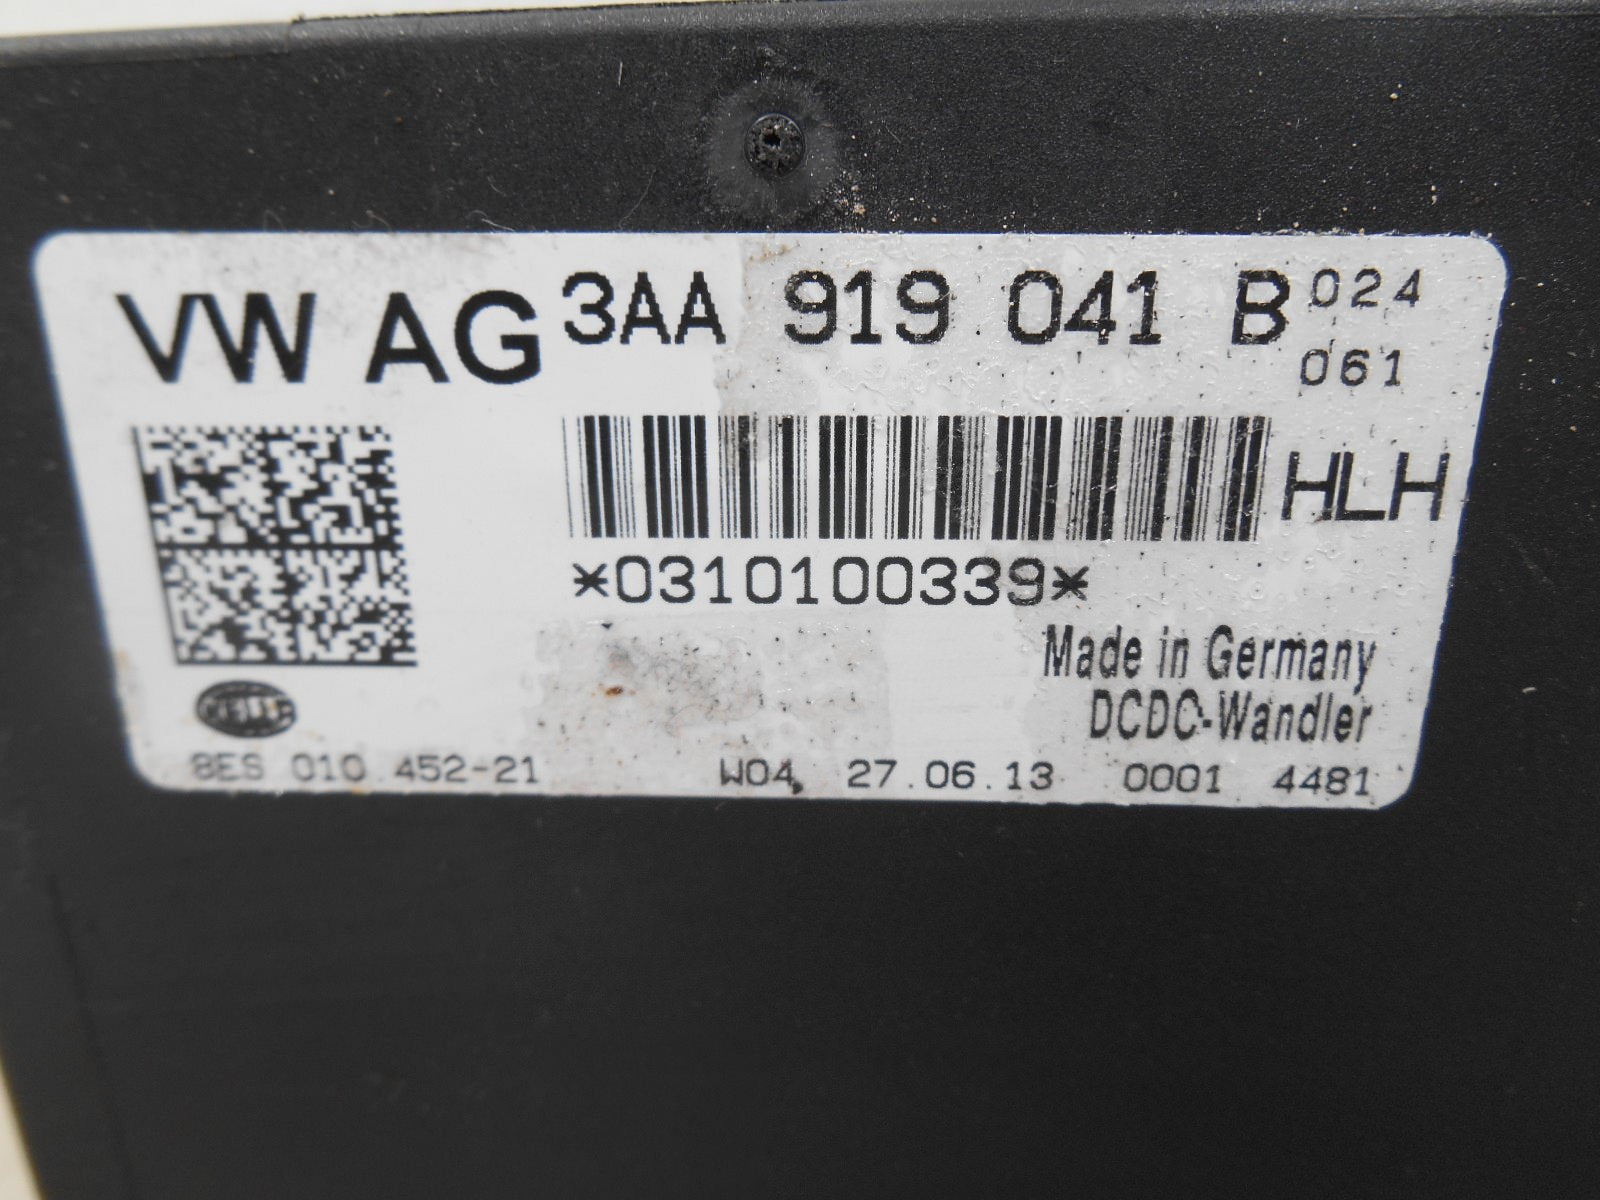 VW AG 3AA 919 041 B 024
061
HLH
*0310100339*
Made in Germany
DCDC-Wandler
HELLA
8ES 010 452-21 W04 27.06.13 0001 4481